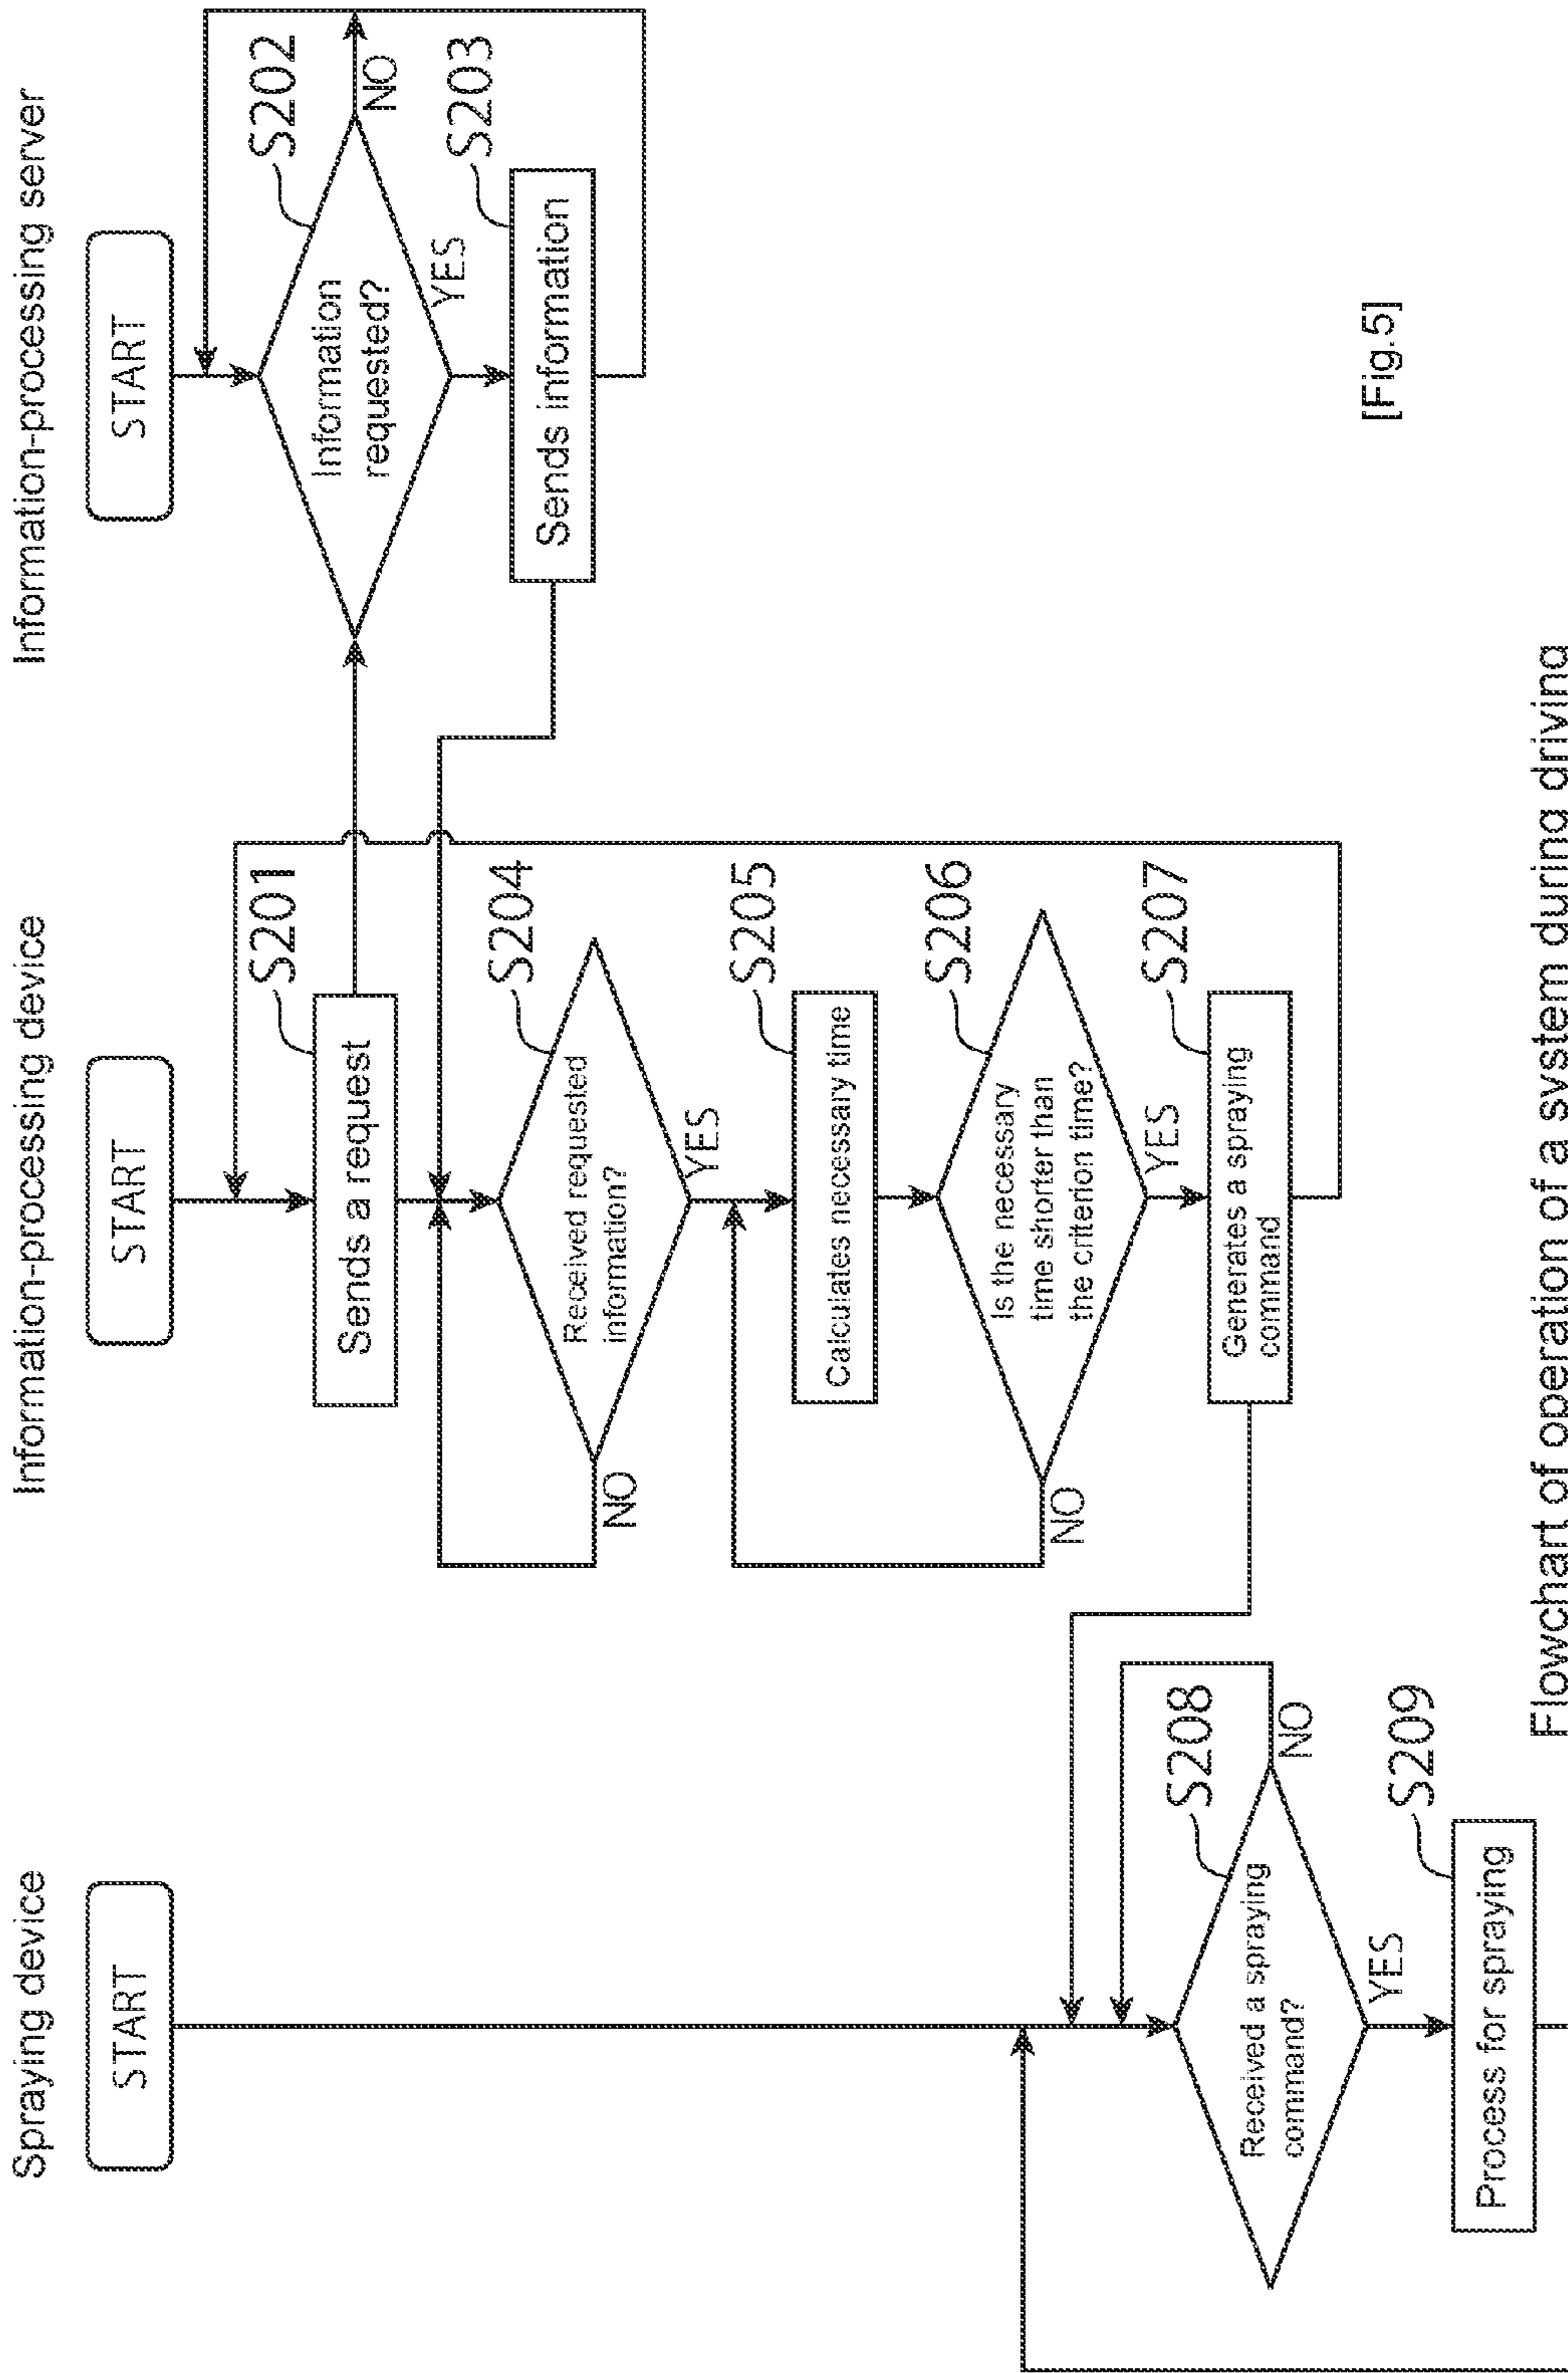 Spraying device
START
S208
Received a spraying
command?
NO
YES
S209
Process for spraying
Information-processing device
START
S201
Sends a request
S204
Received requested
information?
NO
YES
S205
Calculates necessary time
S206
Is the necessary
time shorter than
the criterion time?
NO
YES
S207
Generates a spraying
command
Information-processing server
START
S202
Information
requested?
NO
YES
S203
Sends information
[Fig.5]
Flowchart of operation of a system during driving